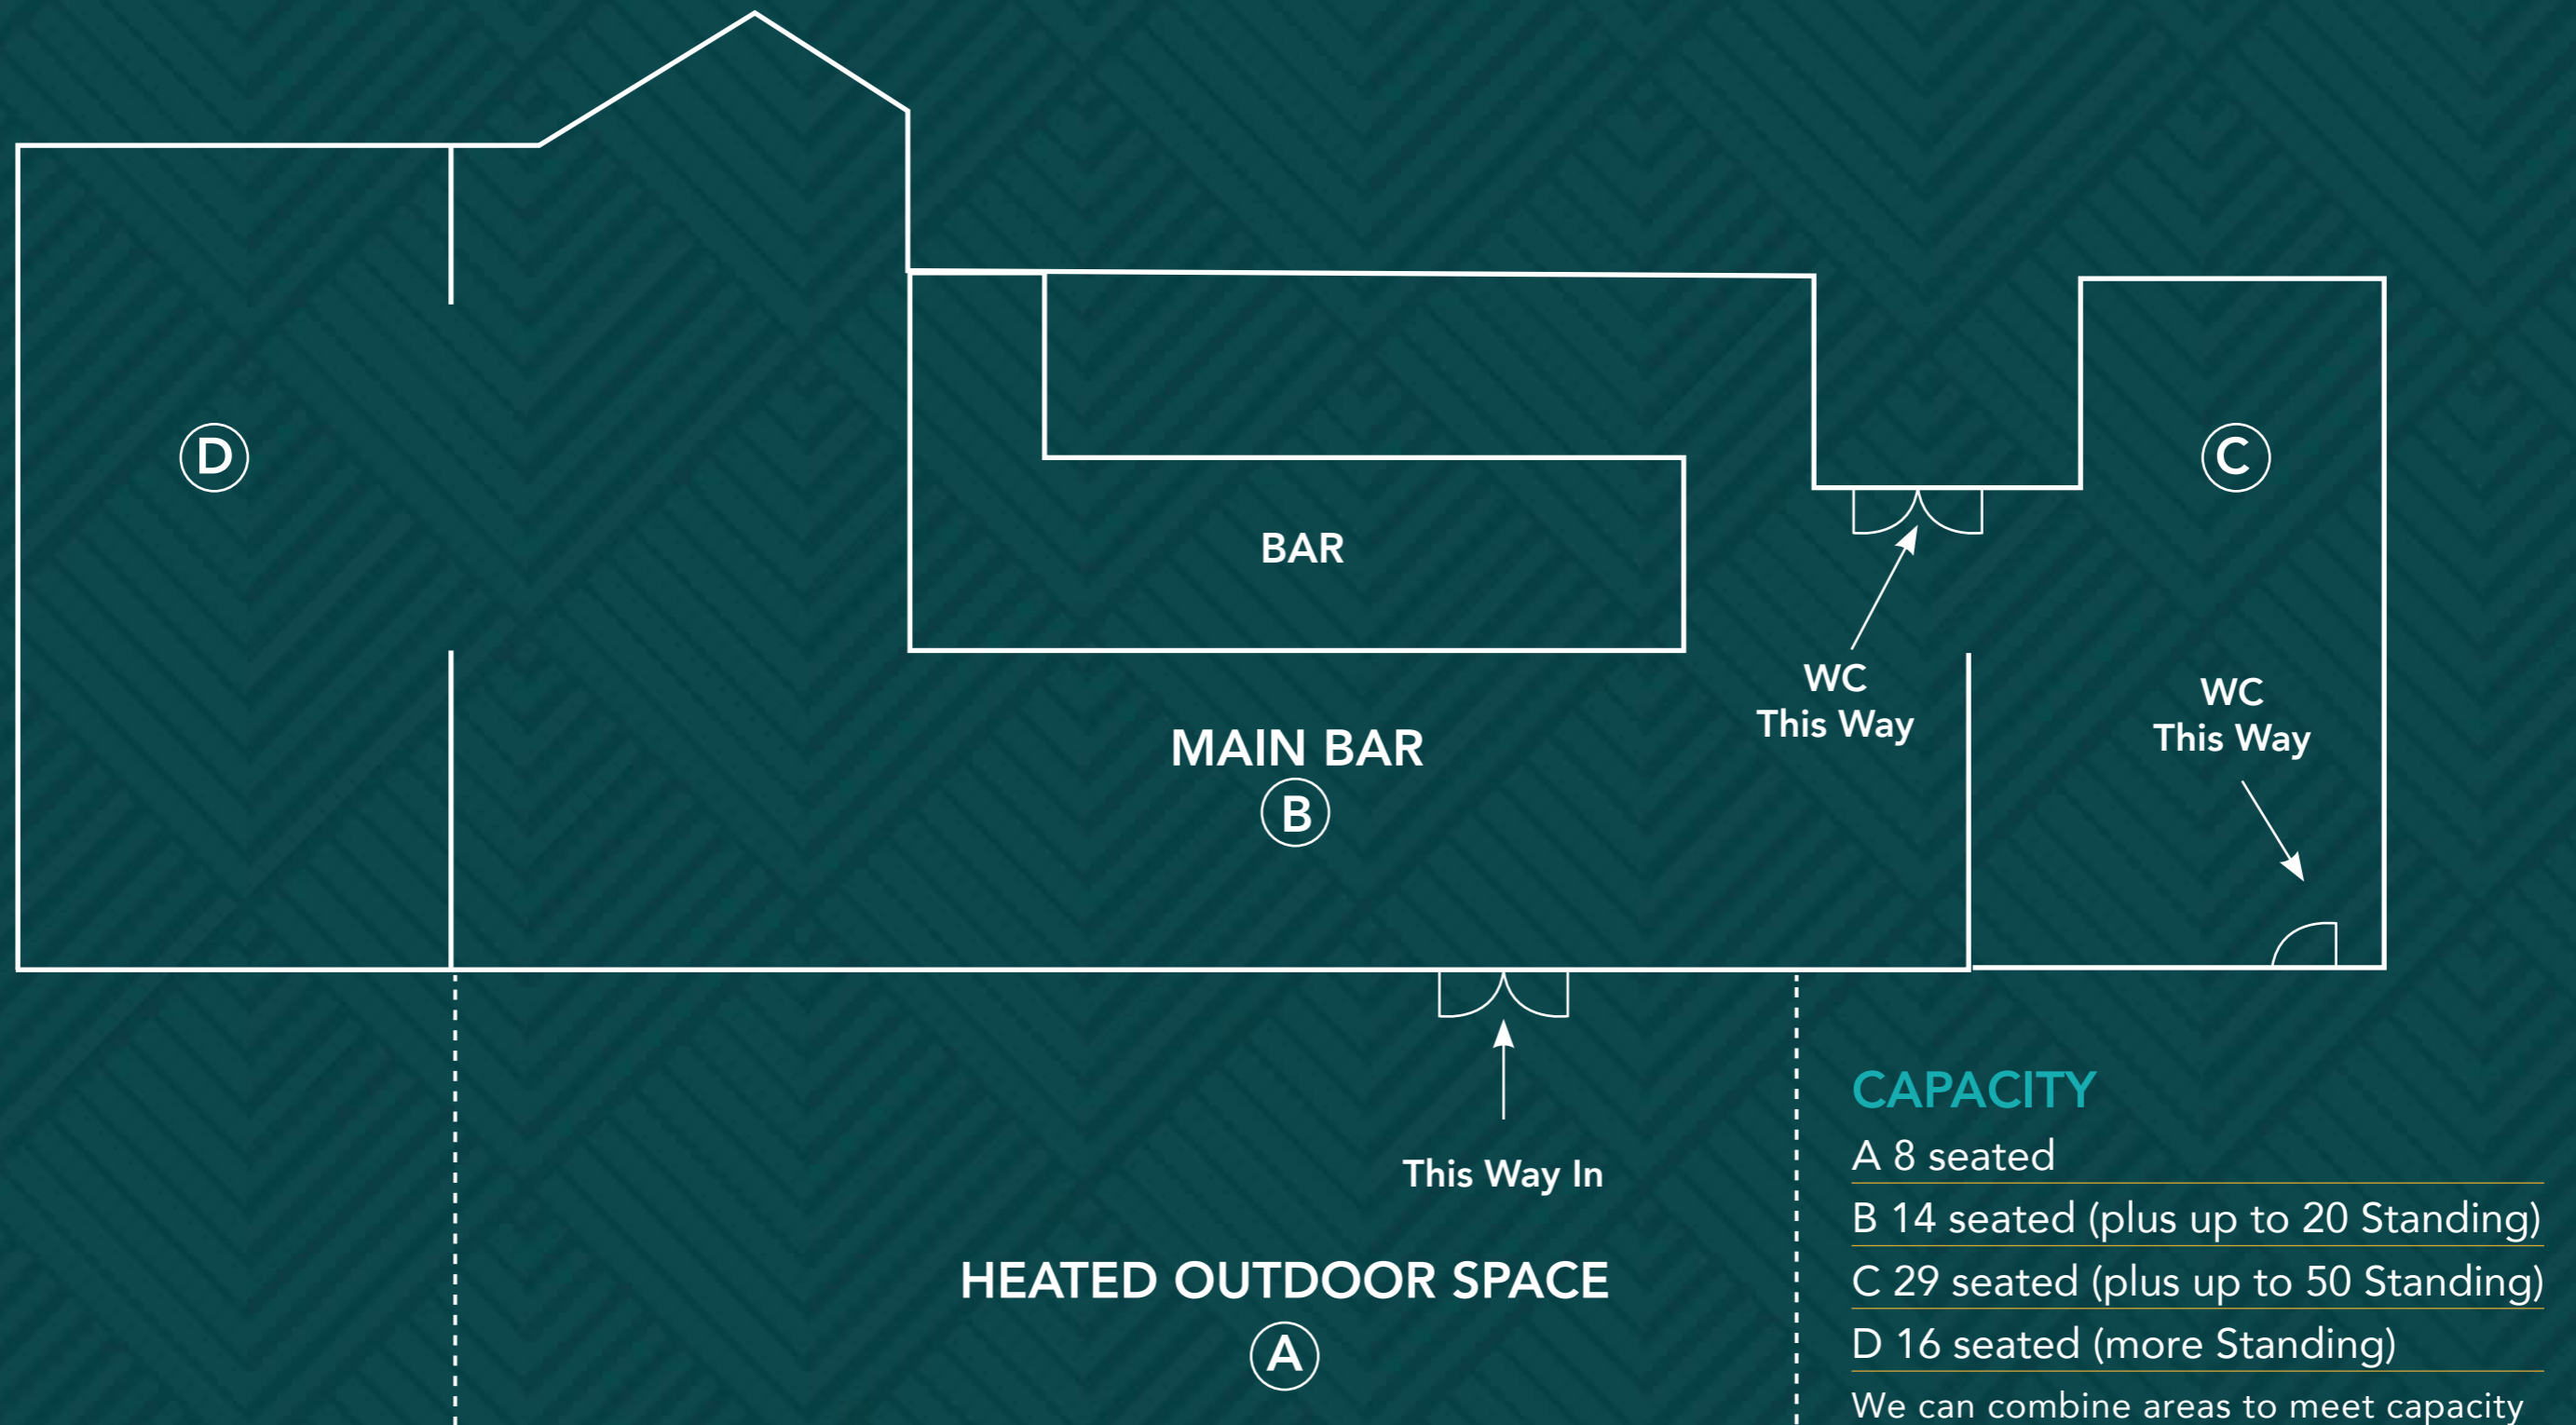 D
C
BAR
WC
This Way
WC
This Way
MAIN BAR
B
This Way In
HEATED OUTDOOR SPACE
A
CAPACITY
A 8 seated
B 14 seated (plus up to 20 Standing)
C 29 seated (plus up to 50 Standing)
D 16 seated (more Standing)
We can combine areas to meet capacity